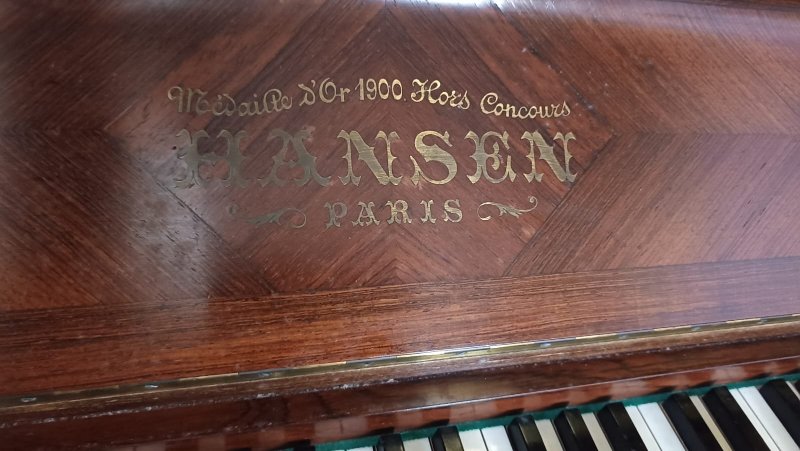 Médaille d'Or 1900. Hors Concours
HANSEN
PARIS